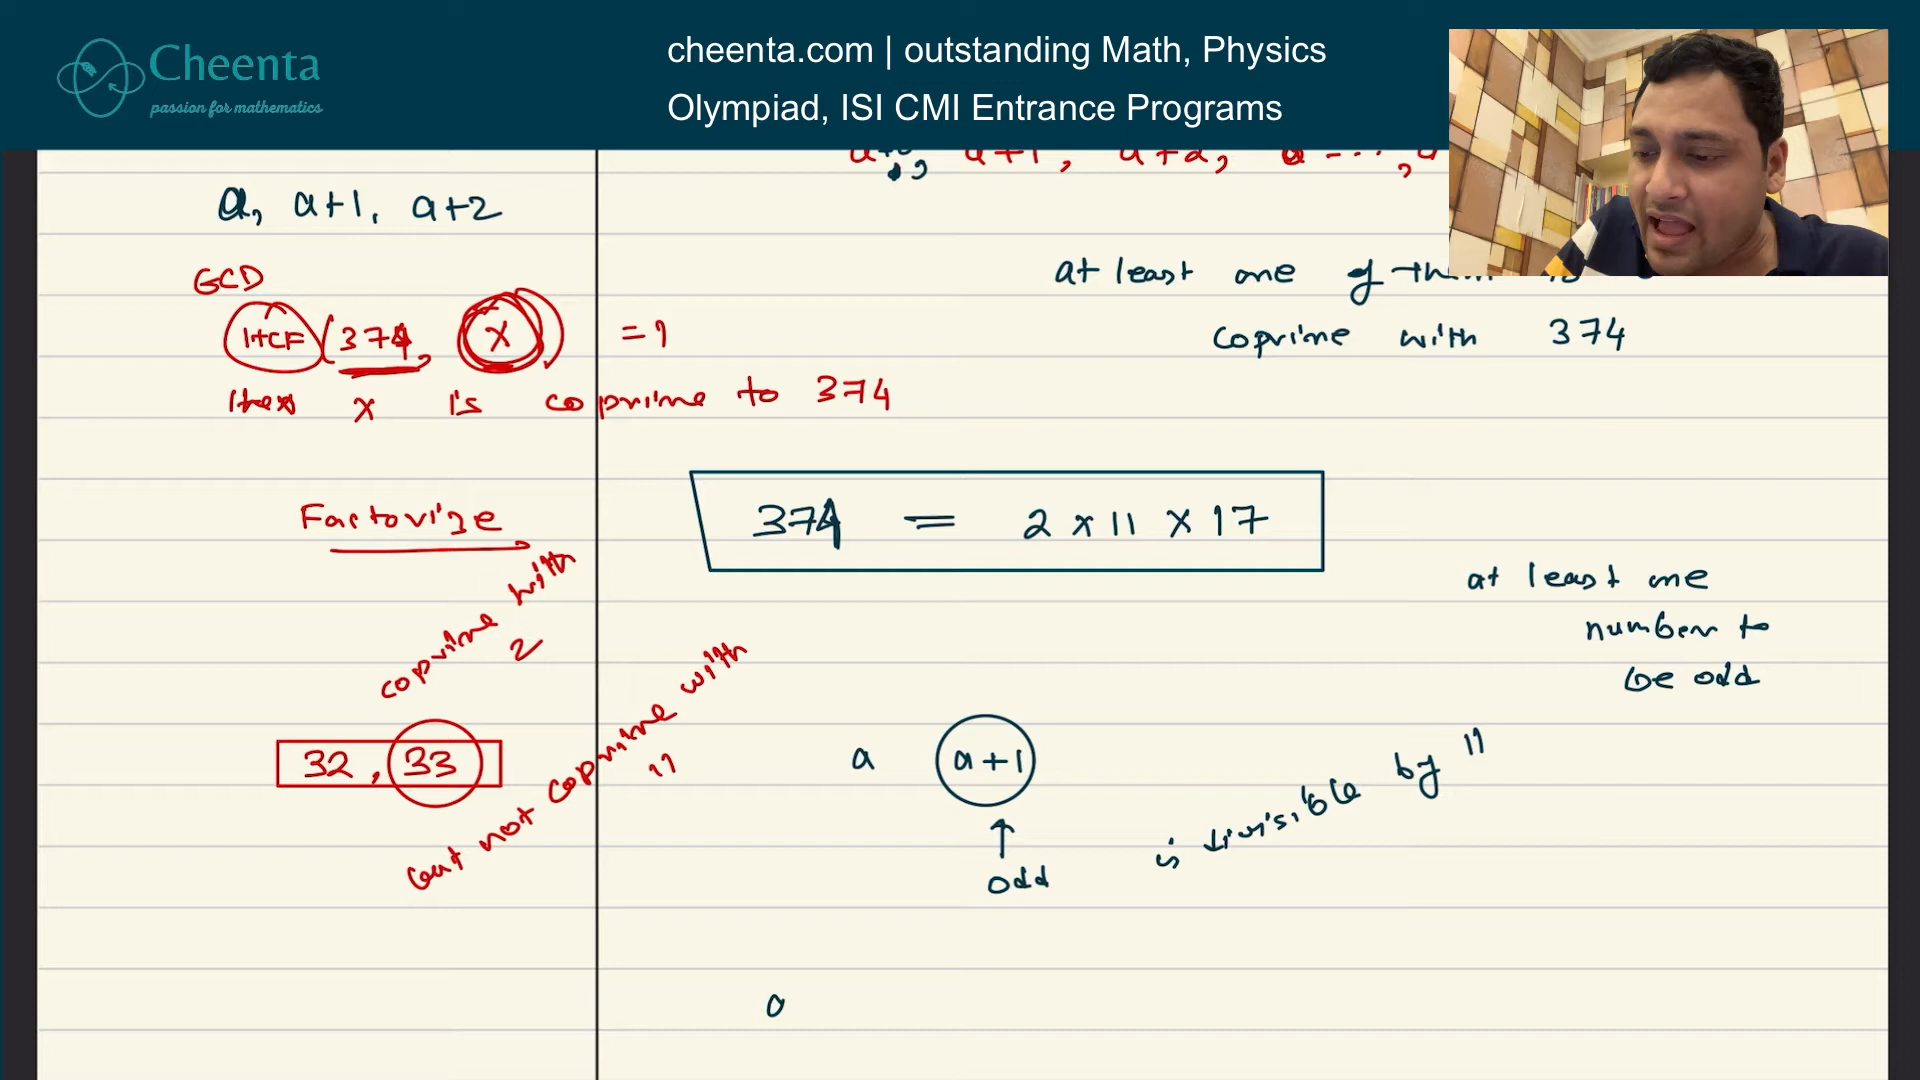 Cheenta
passion for mathematics
cheenta.com | outstanding Math, Physics
Olympiad, ISI CMI Entrance Programs
a+1, a+2,
a, a+1, a+2
GCD
HCF (374, x) = 1
then x is coprime to 374
at least one of
coprime with 374
Factorize
374 = 2 x 11 x 17
coprime with
2
at least one
number to
be odd
32, 33
but not coprime with
11
a a+1
odd
is divisible by 11
a